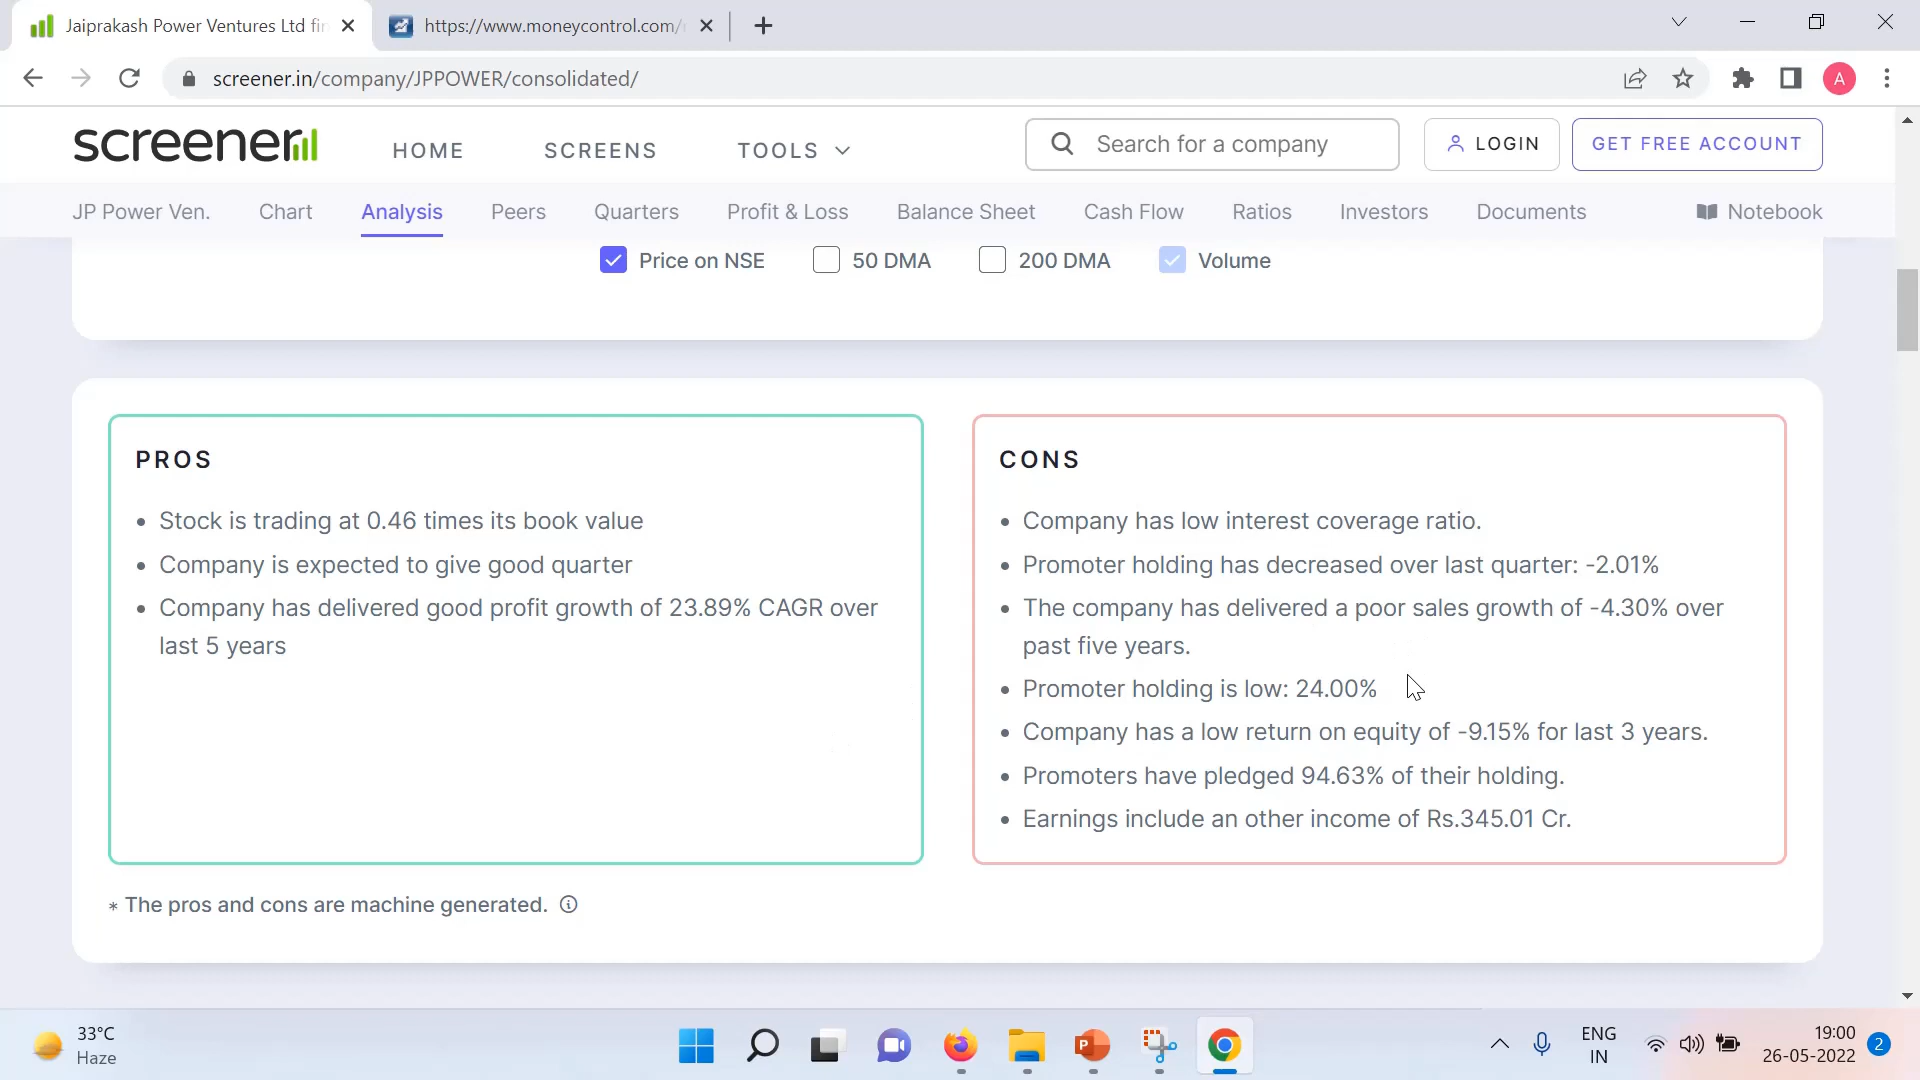 Jaiprakash Power Ventures Ltd fin
https://www.moneycontrol.com/
screener.in/company/JPPOWER/consolidated/
A
screener
HOME
SCREENS
TOOLS
Search for a company
LOGIN
GET FREE ACCOUNT
JP Power Ven.
Chart
Analysis
Peers
Quarters
Profit & Loss
Balance Sheet
Cash Flow
Ratios
Investors
Documents
Notebook
Price on NSE
50 DMA
200 DMA
Volume
PROS
• Stock is trading at 0.46 times its book value
• Company is expected to give good quarter
• Company has delivered good profit growth of 23.89% CAGR over
last 5 years
CONS
• Company has low interest coverage ratio.
• Promoter holding has decreased over last quarter: -2.01%
• The company has delivered a poor sales growth of -4.30% over
past five years.
• Promoter holding is low: 24.00%
• Company has a low return on equity of -9.15% for last 3 years.
• Promoters have pledged 94.63% of their holding.
• Earnings include an other income of Rs.345.01 Cr.
* The pros and cons are machine generated.
33°C
Haze
P
ENG
IN
19:00
26-05-2022
2